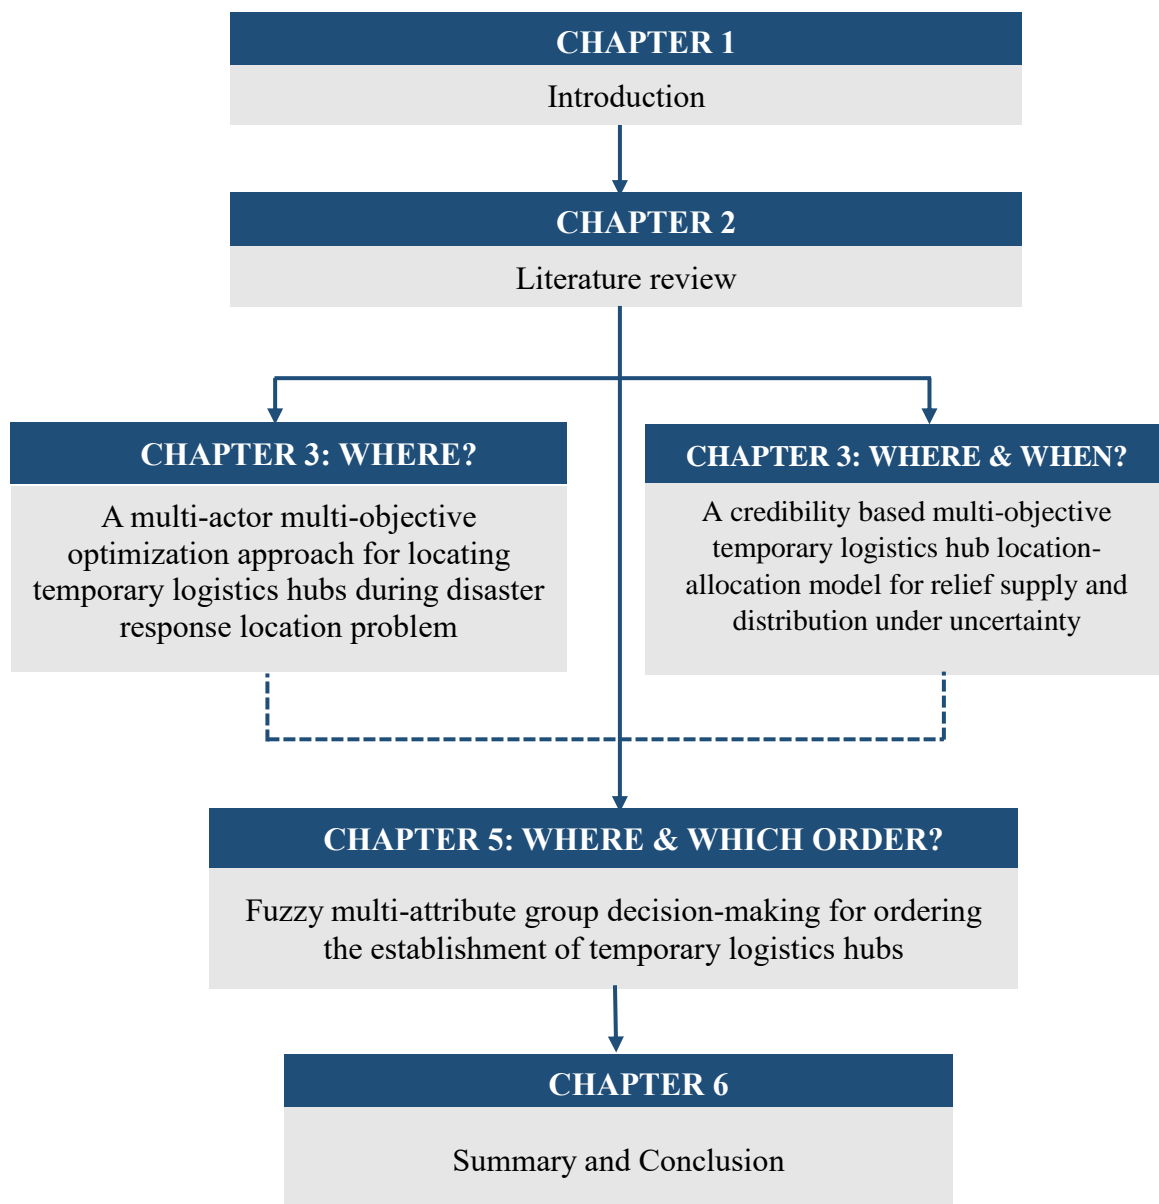 CHAPTER 1
Introduction
CHAPTER 2
Literature review
CHAPTER 3: WHERE?
A multi-actor multi-objective
optimization approach for locating
temporary logistics hubs during disaster
response location problem
CHAPTER 3: WHERE & WHEN?
A credibility based multi-objective
temporary logistics hub location-
allocation model for relief supply and
distribution under uncertainty
CHAPTER 5: WHERE & WHICH ORDER?
Fuzzy multi-attribute group decision-making for ordering
the establishment of temporary logistics hubs
CHAPTER 6
Summary and Conclusion